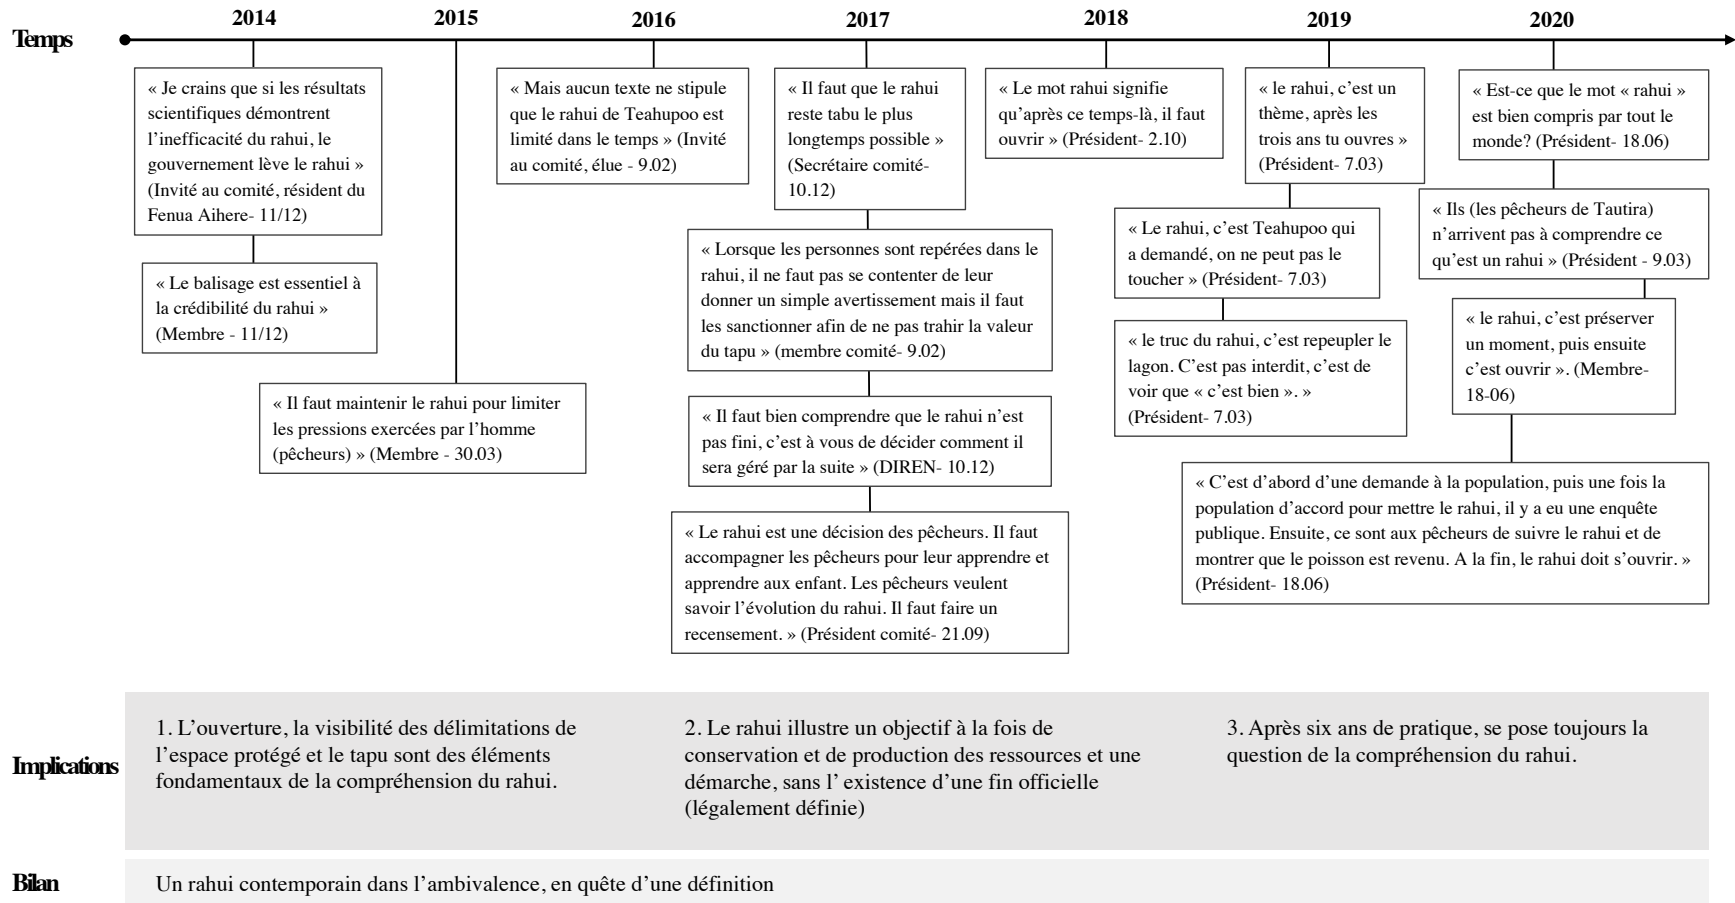 Temps
2014
2015
2016
2017
2018
2019
2020
« Je crains que si les résultats
scientifiques démontrent
l’inefficacité du rahui, le
gouvernement lève le rahui »
(Invité au comité, résident du
Fenua Aihere- 11/12)
« Le balisage est essentiel à
la crédibilité du rahui »
(Membre - 11/12)
« Il faut maintenir le rahui pour limiter
les pressions exercées par l’homme
(pêcheurs) » (Membre - 30.03)
« Mais aucun texte ne stipule
que le rahui de Teahupoo est
limité dans le temps » (Invité
au comité, élue - 9.02)
« Il faut que le rahui
reste tabu le plus
longtemps possible »
(Secrétaire comité-
10.12)
« Lorsque les personnes sont repérées dans le
rahui, il ne faut pas se contenter de leur
donner un simple avertissement mais il faut
les sanctionner afin de ne pas trahir la valeur
du tapu » (membre comité- 9.02)
« Il faut bien comprendre que le rahui n’est
pas fini, c’est à vous de décider comment il
sera géré par la suite » (DIREN- 10.12)
« Le rahui est une décision des pêcheurs. Il faut
accompagner les pêcheurs pour leur apprendre et
apprendre aux enfant. Les pêcheurs veulent
savoir l’évolution du rahui. Il faut faire un
recensement. » (Président comité- 21.09)
« Le mot rahui signifie
qu’après ce temps-là, il faut
ouvrir » (Président- 2.10)
« le rahui, c’est un
thème, après les
trois ans tu ouvres »
(Président- 7.03)
« Le rahui, c’est Teahupoo qui
a demandé, on ne peut pas le
toucher » (Président- 7.03)
« le truc du rahui, c’est repeupler le
lagon. C’est pas interdit, c’est de
voir que « c’est bien ». »
(Président- 7.03)
« Est-ce que le mot « rahui »
est bien compris par tout le
monde? (Président- 18.06)
« Ils (les pêcheurs de Tautira)
n’arrivent pas à comprendre ce
qu’est un rahui » (Président - 9.03)
« le rahui, c’est préserver
un moment, puis ensuite
c’est ouvrir ». (Membre-
18-06)
« C’est d’abord d’une demande à la population, puis une fois la
population d’accord pour mettre le rahui, il y a eu une enquête
publique. Ensuite, ce sont aux pêcheurs de suivre le rahui et de
montrer que le poisson est revenu. A la fin, le rahui doit s’ouvrir. »
(Président- 18.06)
Implications
1. L’ouverture, la visibilité des délimitations de
l’espace protégé et le tapu sont des éléments
fondamentaux de la compréhension du rahui.
2. Le rahui illustre un objectif à la fois de
conservation et de production des ressources et une
démarche, sans l’ existence d’une fin officielle
(légalement définie)
3. Après six ans de pratique, se pose toujours la
question de la compréhension du rahui.
Bilan
Un rahui contemporain dans l’ambivalence, en quête d’une définition